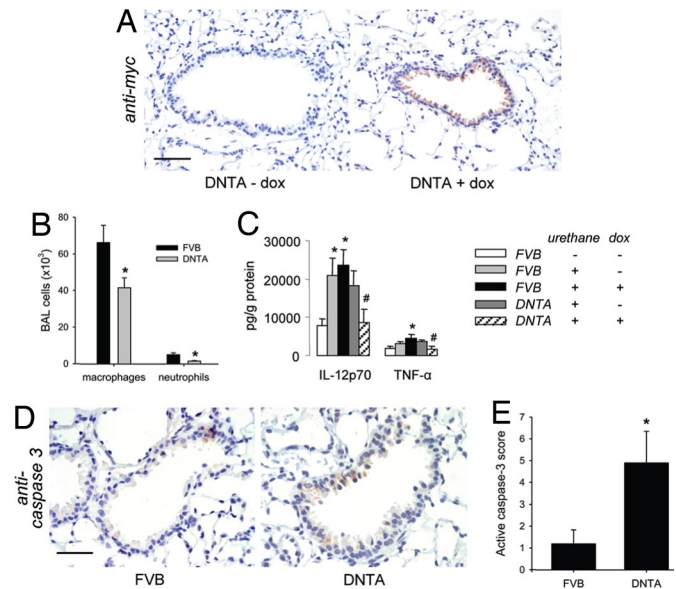 A
anti-myc
DNTA - dox
DNTA + dox
B
BAL cells (x10³)
80
60
40
20
0
FVB
DNTA
*
*
macrophages
neutrophils
C
pg/g protein
30000
20000
10000
0
*
*
#
*
#
IL-12p70
TNF-α
urethane dox
FVB - -
FVB + -
FVB + +
DNTA + -
DNTA + +
D
anti-
caspase 3
FVB
DNTA
E
Active caspase-3 score
7
6
5
4
3
2
1
0
*
FVB
DNTA